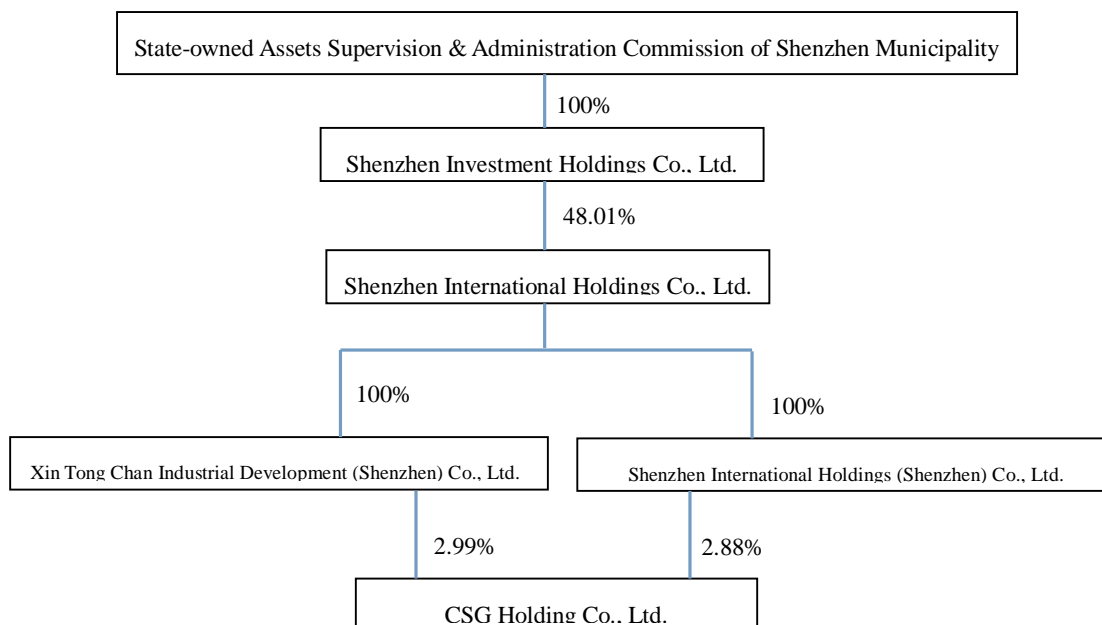 State-owned Assets Supervision & Administration Commission of Shenzhen Municipality
100%
Shenzhen Investment Holdings Co., Ltd.
48.01%
Shenzhen International Holdings Co., Ltd.
100%
100%
Xin Tong Chan Industrial Development (Shenzhen) Co., Ltd.
Shenzhen International Holdings (Shenzhen) Co., Ltd.
2.99%
2.88%
CSG Holding Co., Ltd.